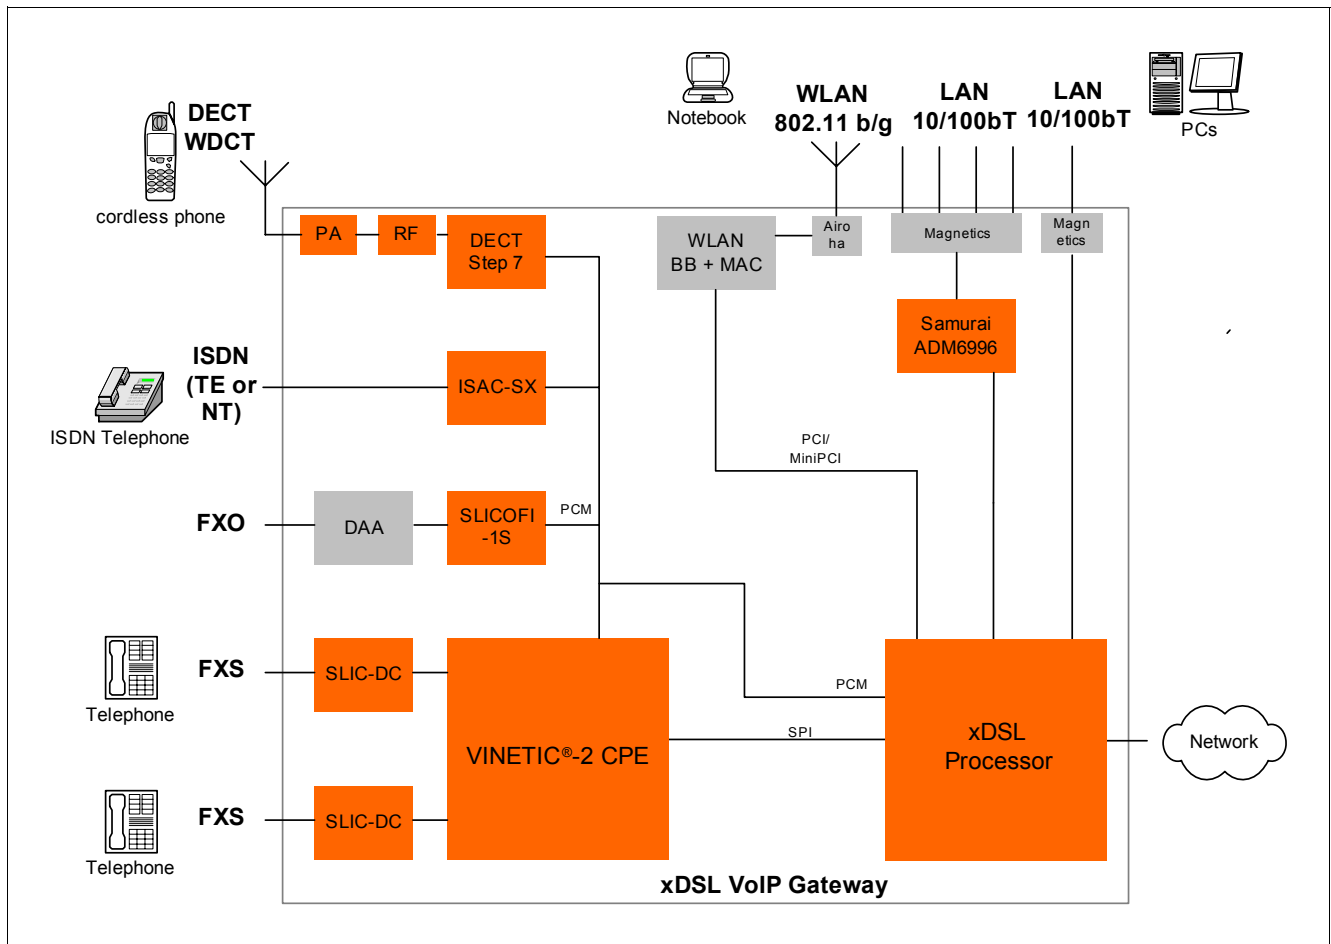 DECT
WDCT
cordless phone
Notebook
WLAN
802.11 b/g
LAN
10/100bT
LAN
10/100bT
PCs
PA
RF
DECT
Step 7
WLAN
BB + MAC
Airo
ha
Magnetics
Magn
etics
Samurai
ADM6996
ISDN
(TE or
NT)
ISDN Telephone
ISAC-SX
PCI/
MiniPCI
FXO
DAA
SLICOFI
-1S
PCM
Telephone
FXS
SLIC-DC
VINETIC®-2 CPE
PCM
SPI
xDSL
Processor
Network
Telephone
FXS
SLIC-DC
xDSL VoIP Gateway